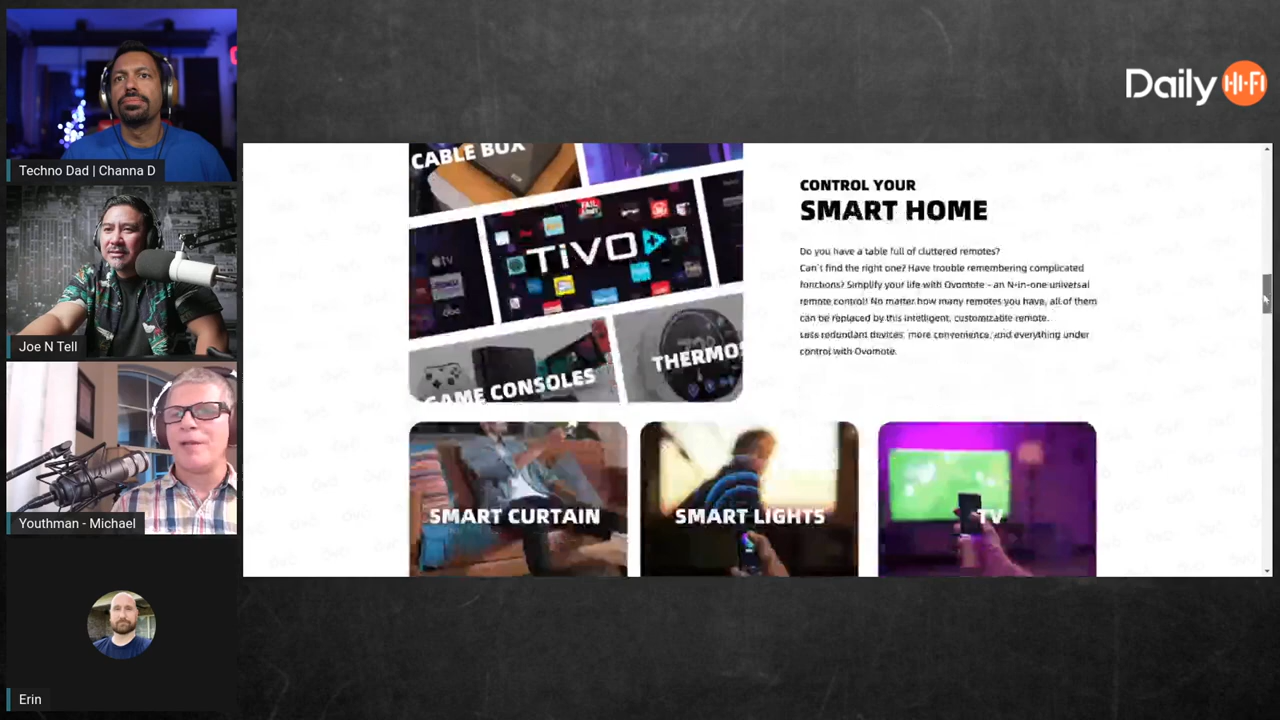 Techno Dad | Channa D
Joe N Tell
Youthman - Michael
Erin
Daily HI-FI
CABLE BOX
tv
TiVO
FAIL
GAME CONSOLES
THERMOS
CONTROL YOUR
SMART HOME
Do you have a table full of cluttered remotes?
Can't find the right one? Have trouble remembering complicated
functions? Simplify your life with Ovomote - an N-in-one universal
remote control! No matter how many remotes you have, all of them
can be replaced by this intelligent, customizable remote.
Lets redundant devices, more convenience, and everything under
control with Ovomote.
SMART CURTAIN
SMART LIGHTS
TV